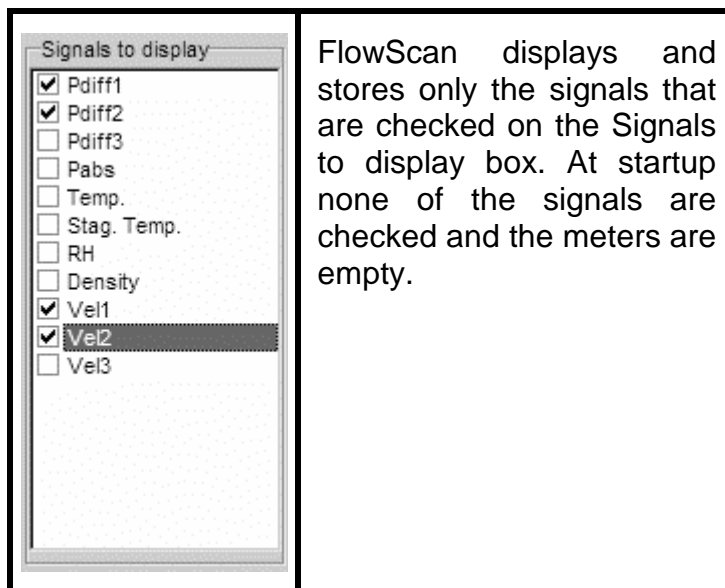 Signals to display
Pdiff1
Pdiff2
Pdiff3
Pabs
Temp.
Stag. Temp.
RH
Density
Vel1
Vel2
Vel3
FlowScan displays and
stores only the signals that
are checked on the Signals
to display box. At startup
none of the signals are
checked and the meters are
empty.